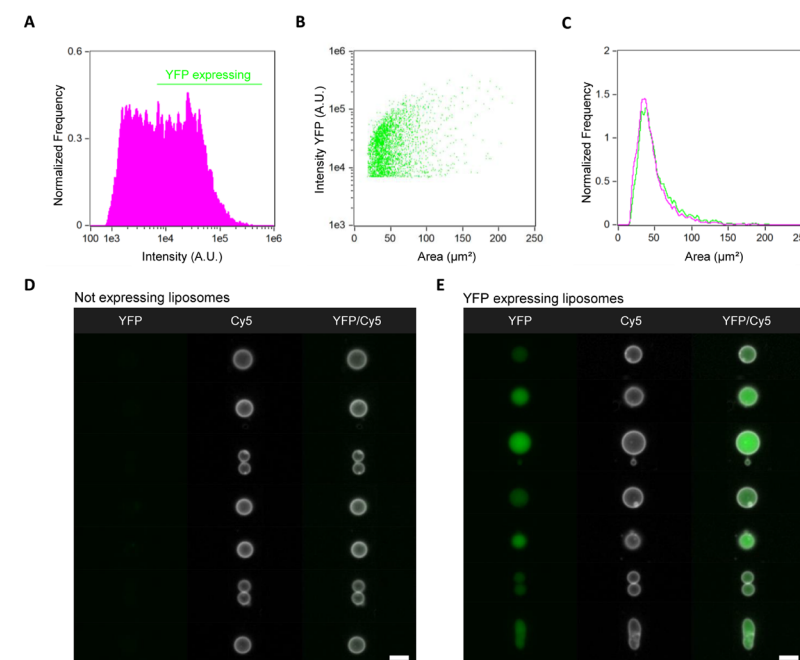 A
B
C
0.6
0.3
0
YFP expressing
Normalized Frequency
100 1e3 1e4 1e5 1e6
Intensity (A.U.)
1e6
1e5
1e4
1e3
Intensity YFP (A.U.)
0 50 100 150 200 250
Area (µm²)
2
1.5
1
0.5
0
Normalized Frequency
0 50 100 150 200
Area (µm²)
D
Not expressing liposomes
YFP Cy5 YFP/Cy5
E
YFP expressing liposomes
YFP Cy5 YFP/Cy5